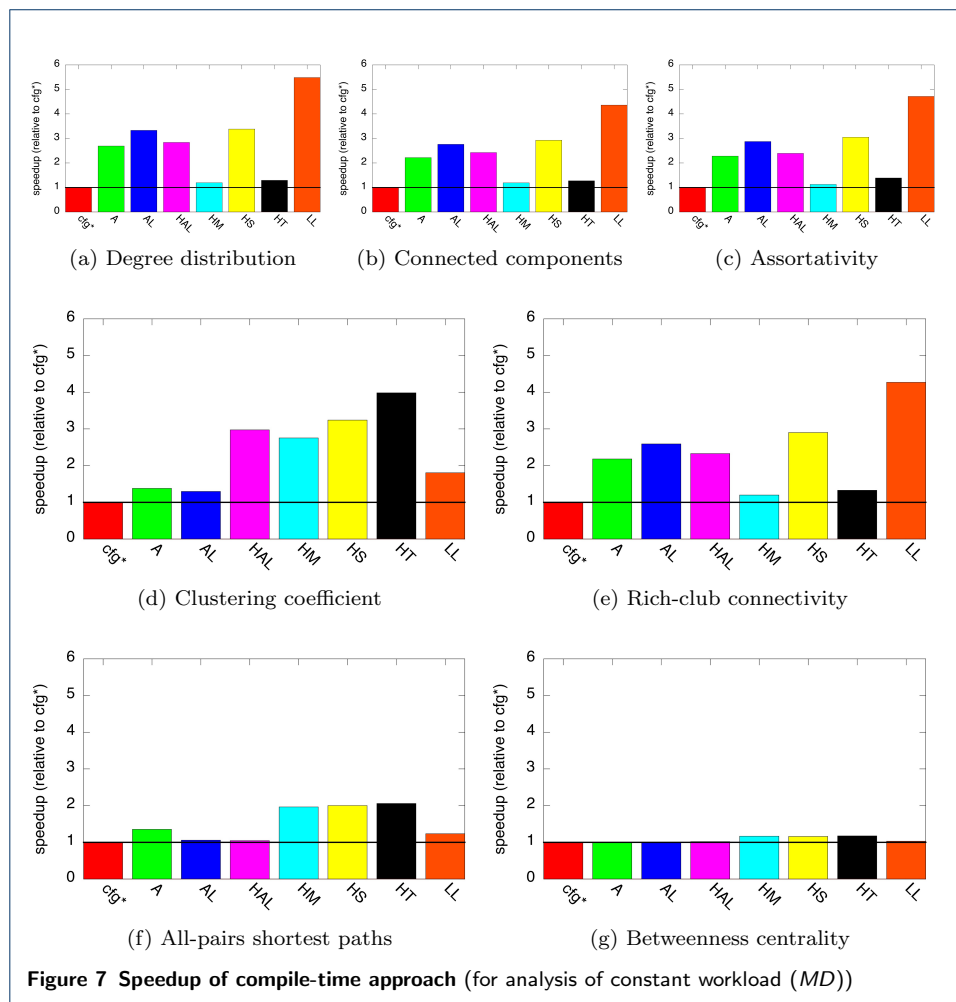 speedup (relative to cfg*)
6
5
4
3
2
1
0
cfg* A AL HAL HM HS HT LL
(a) Degree distribution
speedup (relative to cfg*)
6
5
4
3
2
1
0
cfg* A AL HAL HM HS HT LL
(b) Connected components
speedup (relative to cfg*)
6
5
4
3
2
1
0
cfg* A AL HAL HM HS HT LL
(c) Assortativity
speedup (relative to cfg*)
6
5
4
3
2
1
0
cfg* A AL HAL HM HS HT LL
(d) Clustering coefficient
speedup (relative to cfg*)
6
5
4
3
2
1
0
cfg* A AL HAL HM HS HT LL
(e) Rich-club connectivity
speedup (relative to cfg*)
6
5
4
3
2
1
0
cfg* A AL HAL HM HS HT LL
(f) All-pairs shortest paths
speedup (relative to cfg*)
6
5
4
3
2
1
0
cfg* A AL HAL HM HS HT LL
(g) Betweenness centrality
Figure 7 Speedup of compile-time approach (for analysis of constant workload (MD))